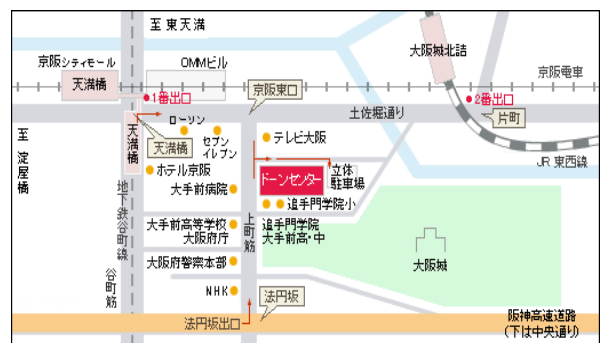 至東天満
京阪シティモール
OMMビル
大阪城北詰
天満橋
京阪電車
1番出口
京阪東口
2番出口
土佐堀通り
片町
ローソン
至
淀屋橋
天満橋
天満橋
セブン
イレブン
テレビ大阪
JR東西線
ホテル京阪
ドーンセンター
立体
駐車場
大手前病院
地下鉄谷町線
追手門学院小
上町筋
大手前高等学校
大阪府庁
追手門学院
大手前高・中
大阪府警察本部
大阪城
谷町筋
NHK
法円坂
法円坂出口
阪神高速道路
(下は中央通り)